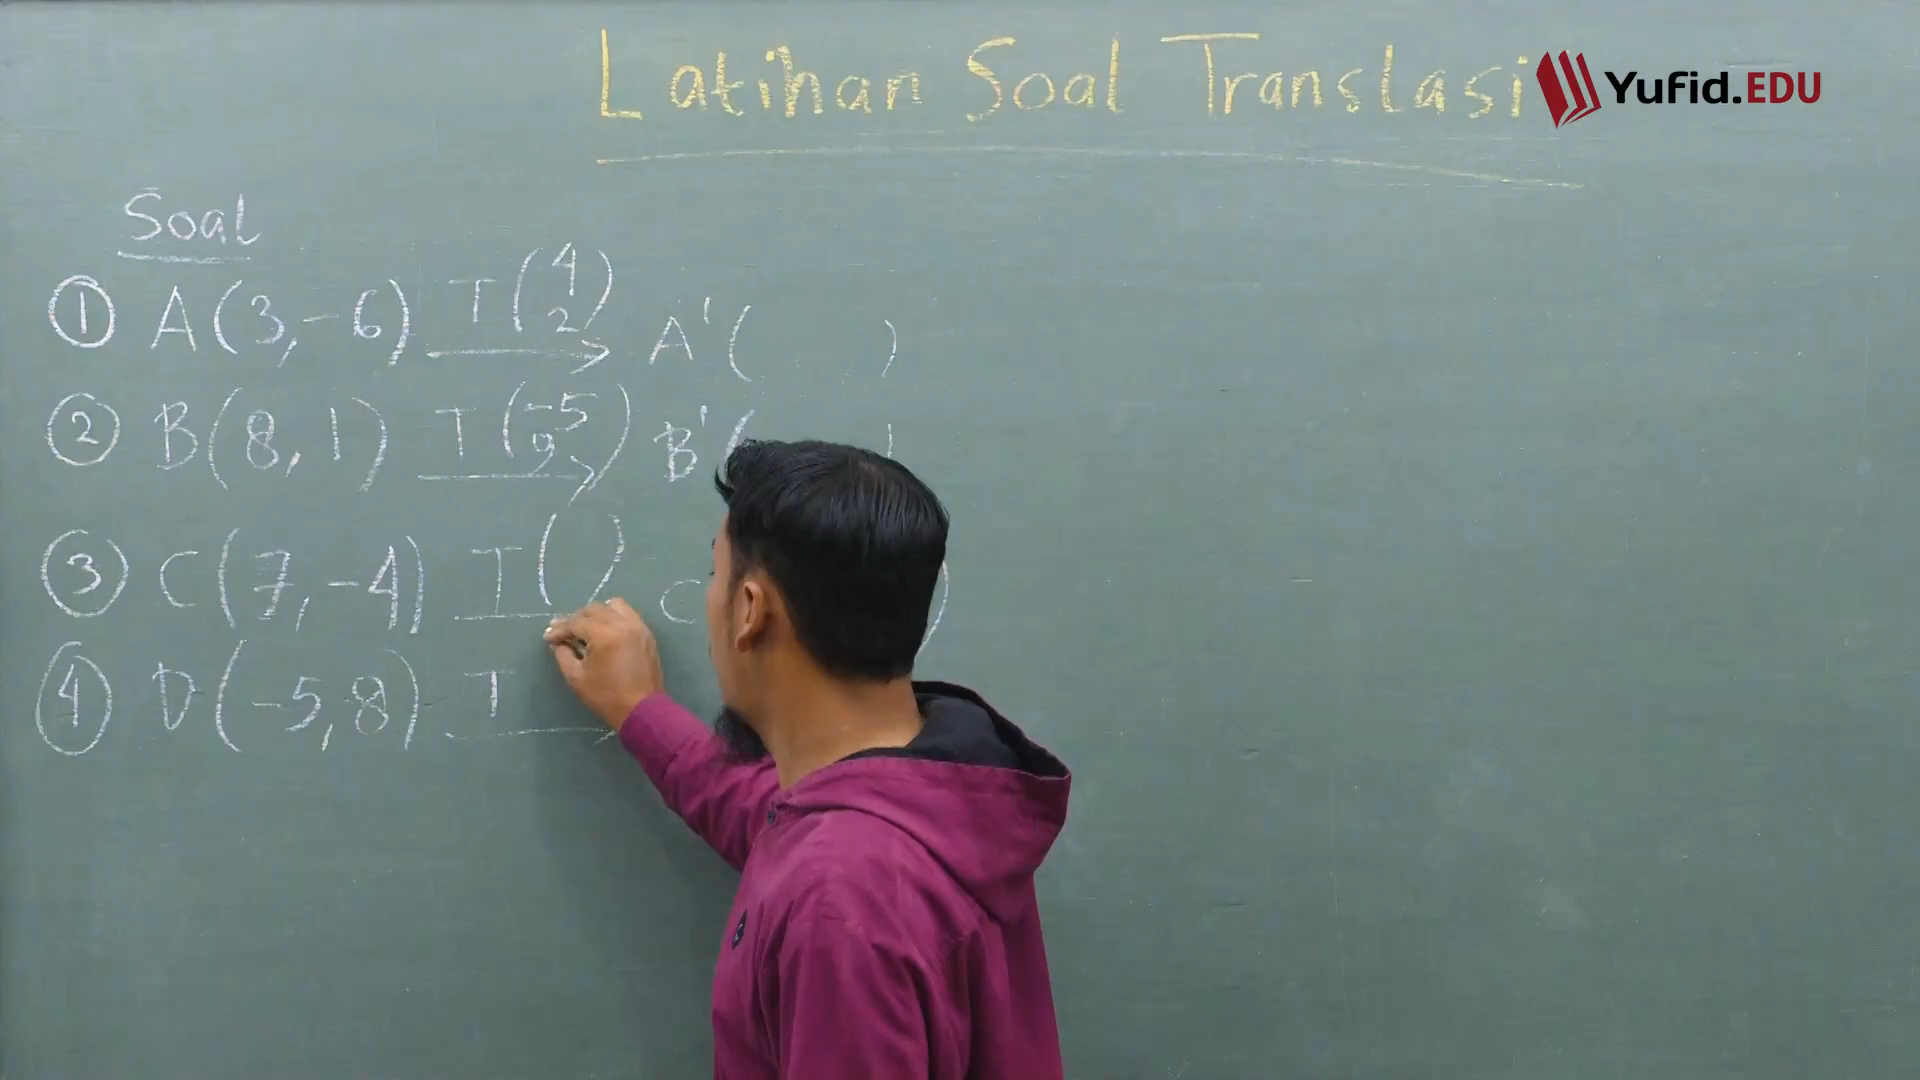 Latihan Soal Translasi
Yufid.EDU
Soal
① A(3,-6) T(4 2) A'( )
② B(8,1) T(-5 9) B'(
③ C(7,-4) T( ) C )
④ D(-5,8) T